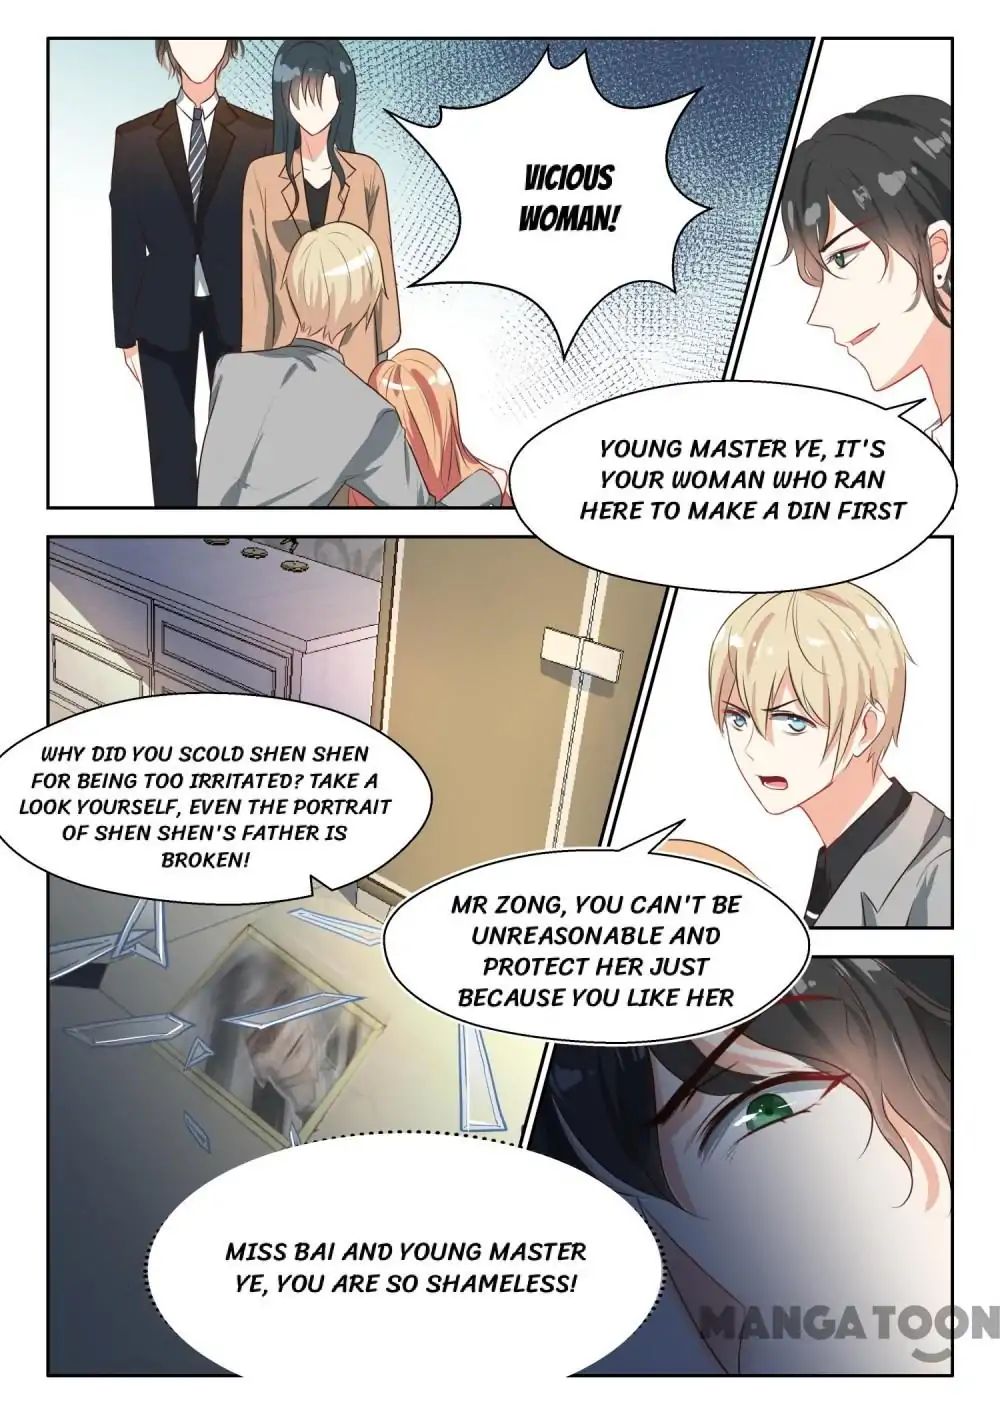 VICIOUS
WOMAN!
YOUNG MASTER YE, IT'S
YOUR WOMAN WHO RAN
HERE TO MAKE A DIN FIRST
WHY DID YOU SCOLD SHEN SHEN
FOR BEING TOO IRRITATED? TAKE A
LOOK YOURSELF, EVEN THE PORTRAIT
OF SHEN SHEN'S FATHER IS
BROKEN!
MR ZONG, YOU CAN'T BE
UNREASONABLE AND
PROTECT HER JUST
BECAUSE YOU LIKE HER
MISS BAI AND YOUNG MASTER
YE, YOU ARE SO SHAMELESS!
MANGATOON